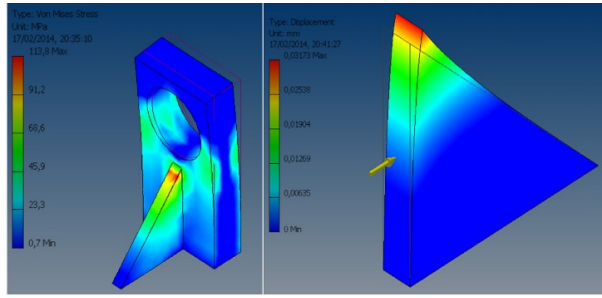 Type: Von Mises Stress
Unit: MPa
17/02/2014, 20:35:10
113,8 Max
91,2
68,6
45,9
23,3
0,7 Min
Type: Displacement
Unit: mm
17/02/2014, 20:41:27
0,03173 Max
0,02538
0,01904
0,01269
0,00635
0 Min